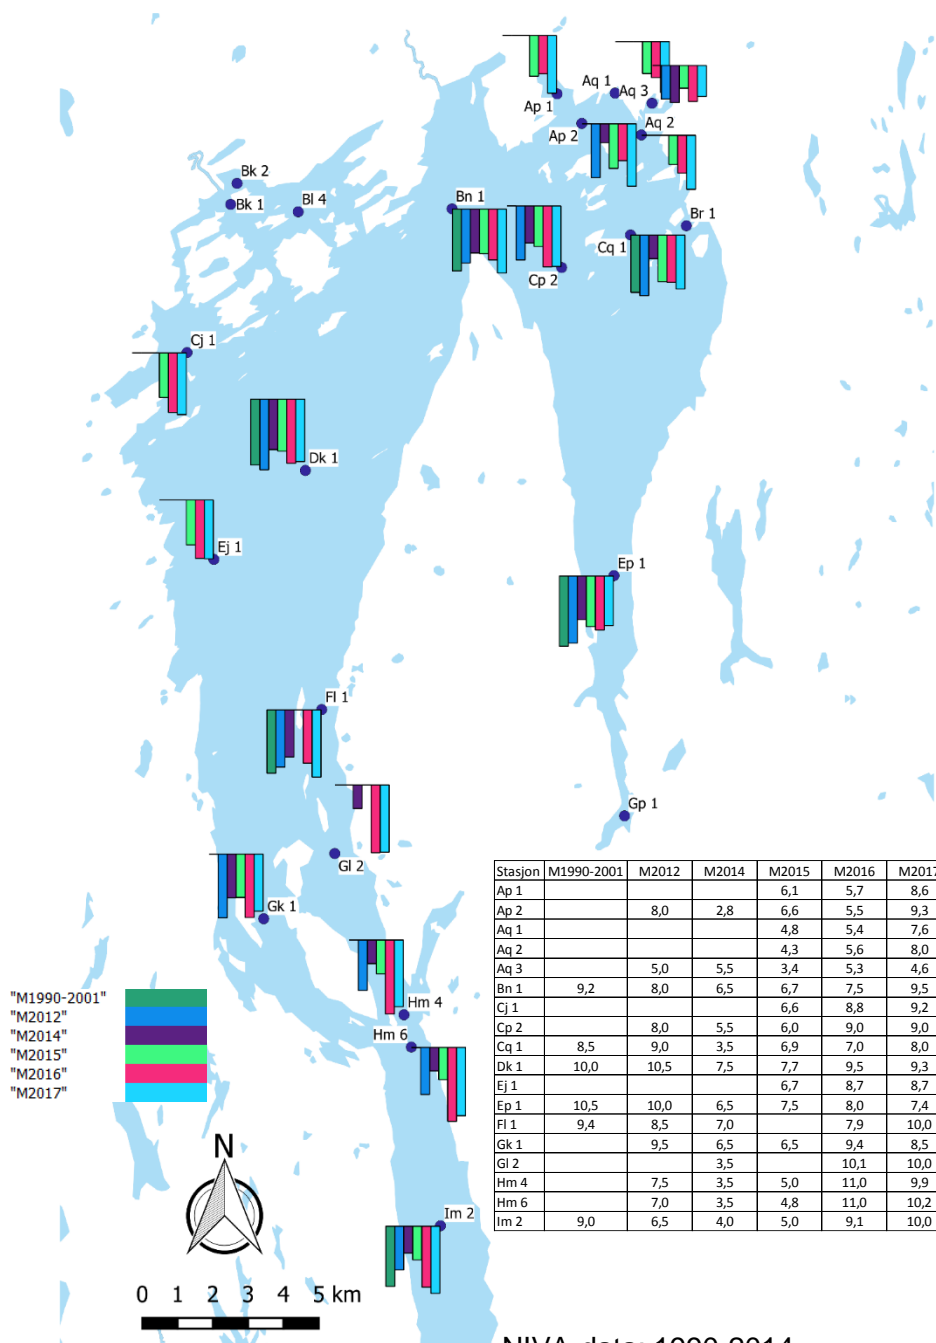 Ap 1
Aq 1
Aq 3
Ap 2
Aq 2
Bk 2
Bk 1
Bl 4
Bn 1
Br 1
Cq 1
Cp 2
Cj 1
Dk 1
Ej 1
Ep 1
Fl 1
Gp 1
Gl 2
Gk 1
Hm 4
Hm 6
Im 2
"M1990-2001"
"M2012"
"M2014"
"M2015"
"M2016"
"M2017"
N
0 1 2 3 4 5 km
Stasjon M1990-2001 M2012 M2014 M2015 M2016 M2017
Ap 1 6,1 5,7 8,6
Ap 2 8,0 2,8 6,6 5,5 9,3
Aq 1 4,8 5,4 7,6
Aq 2 4,3 5,6 8,0
Aq 3 5,0 5,5 3,4 5,3 4,6
Bn 1 9,2 8,0 6,5 6,7 7,5 9,5
Cj 1 6,6 8,8 9,2
Cp 2 8,0 5,5 6,0 9,0 9,0
Cq 1 8,5 9,0 3,5 6,9 7,0 8,0
Dk 1 10,0 10,5 7,5 7,7 9,5 9,3
Ej 1 6,7 8,7 8,7
Ep 1 10,5 10,0 6,5 7,5 8,0 7,4
Fl 1 9,4 8,5 7,0 7,9 10,0
Gk 1 9,5 6,5 6,5 9,4 8,5
Gl 2 3,5 10,1 10,0
Hm 4 7,5 3,5 5,0 11,0 9,9
Hm 6 7,0 3,5 4,8 11,0 10,2
Im 2 9,0 6,5 4,0 5,0 9,1 10,0
NIVA-data: 1990-2014